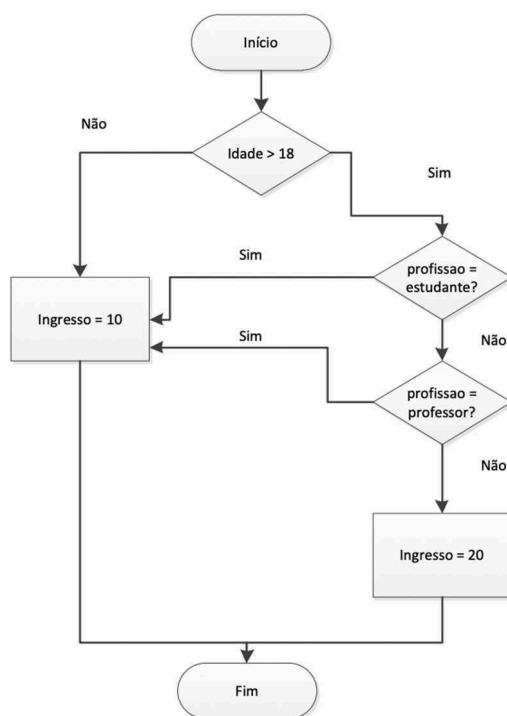 Início
Não
Idade > 18
Sim
Sim
profissao =
estudante?
Ingresso = 10
Sim
Não
profissao =
professor?
Não
Ingresso = 20
Fim